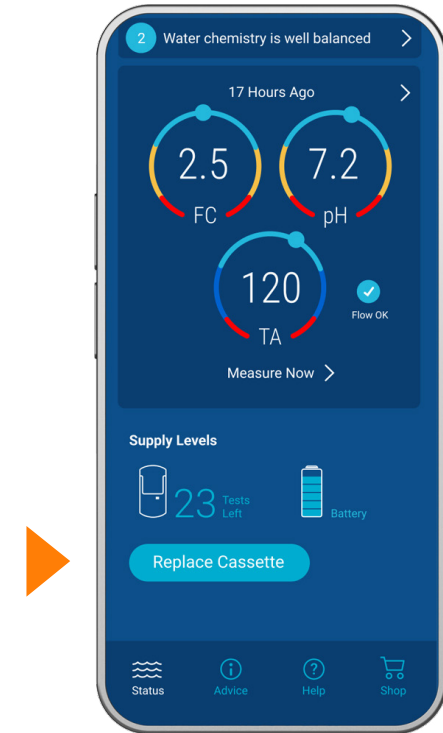 2 Water chemistry is well balanced
17 Hours Ago
2.5
FC
7.2
pH
120
TA
Flow OK
Measure Now
Supply Levels
23 Tests
Left
Battery
Replace Cassette
Status
Advice
Help
Shop